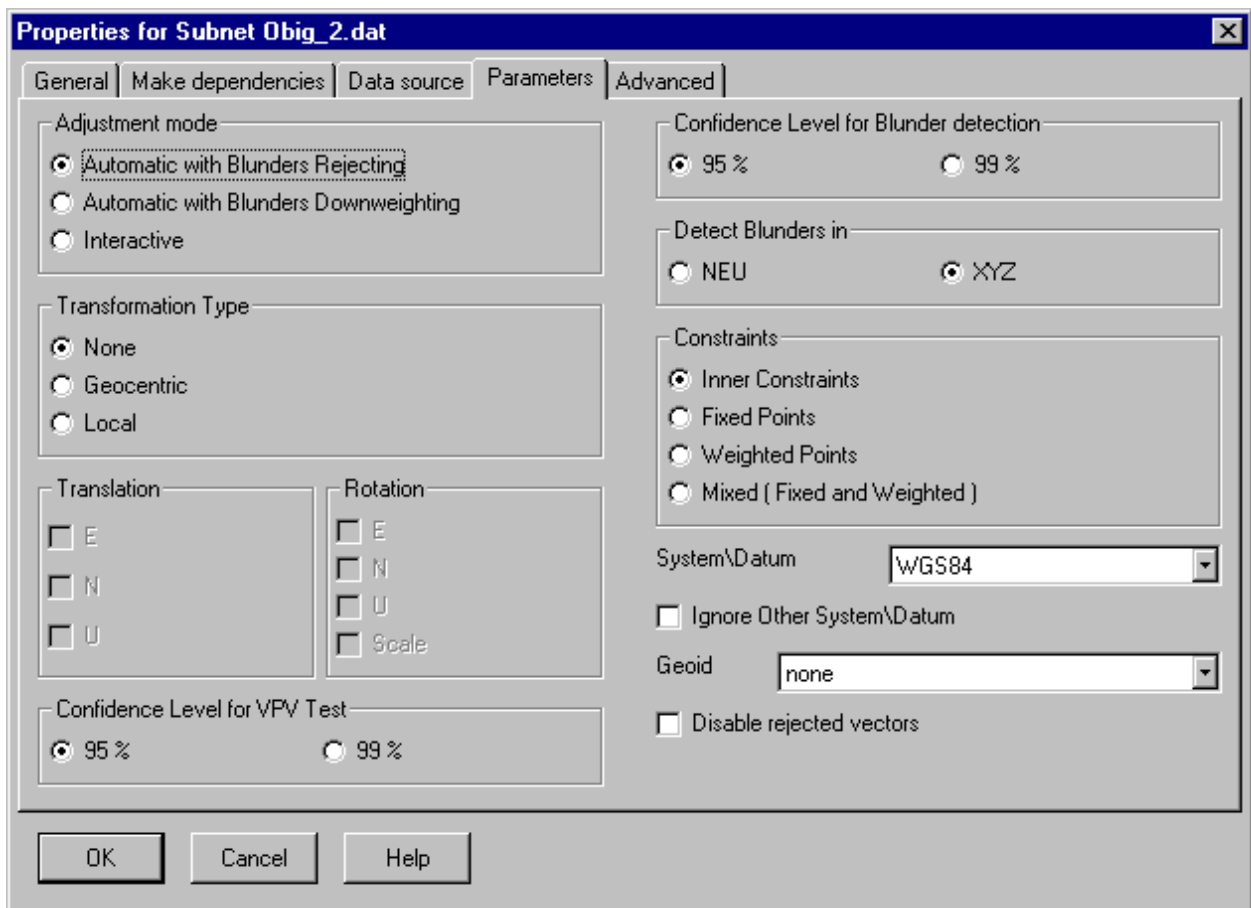 Properties for Subnet Obig_2.dat
General
Make dependencies
Data source
Parameters
Advanced
Adjustment mode
Automatic with Blunders Rejecting
Automatic with Blunders Downweighting
Interactive
Transformation Type
None
Geocentric
Local
Translation
E
N
U
Rotation
E
N
U
Scale
Confidence Level for VPV Test
95 %
99 %
Confidence Level for Blunder detection
95 %
99 %
Detect Blunders in
NEU
XYZ
Constraints
Inner Constraints
Fixed Points
Weighted Points
Mixed ( Fixed and Weighted )
System\Datum
WGS84
Ignore Other System\Datum
Geoid
none
Disable rejected vectors
OK
Cancel
Help